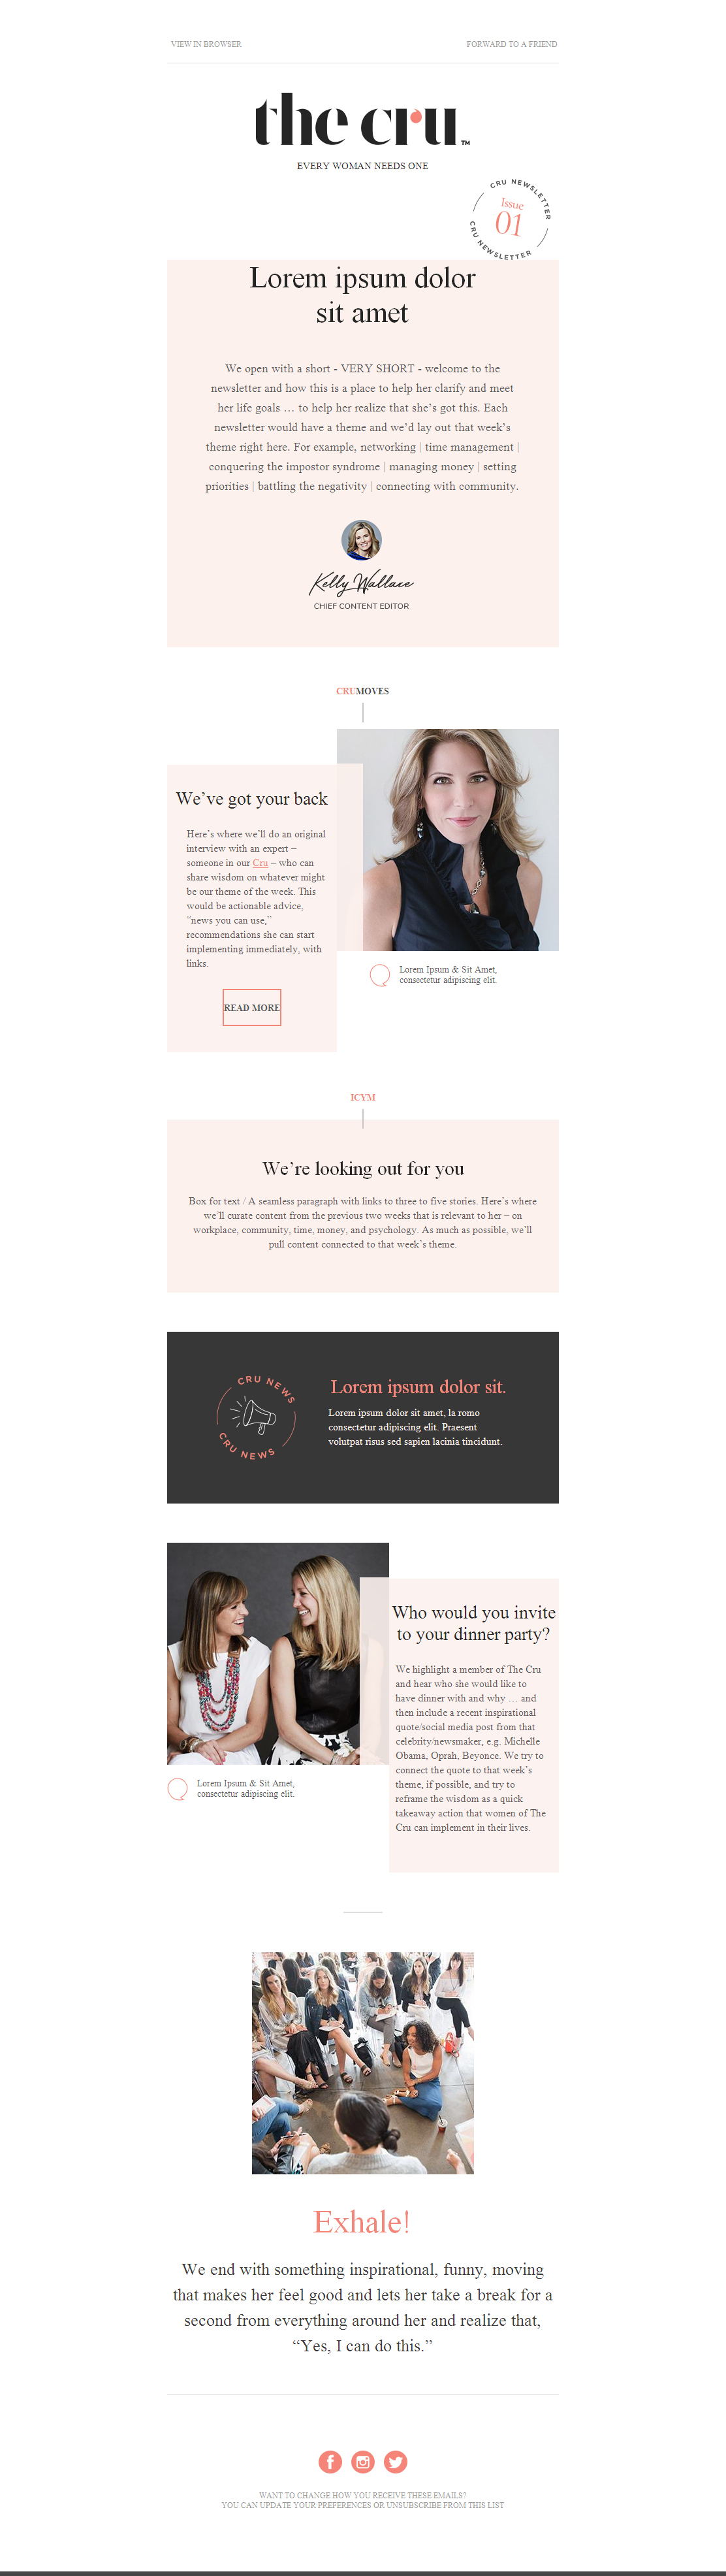 VIEW IN BROWSER
FORWARD TO A FRIEND
the cru™
EVERY WOMAN NEEDS ONE
CRU NEWSLETTER
Issue
01
CRU NEWSLETTER
Lorem ipsum dolor
sit amet
We open with a short - VERY SHORT - welcome to the
newsletter and how this is a place to help her clarify and meet
her life goals … to help her realize that she’s got this. Each
newsletter would have a theme and we’d lay out that week’s
theme right here. For example, networking | time management |
conquering the impostor syndrome | managing money | setting
priorities | battling the negativity | connecting with community.
Kelly Wallace
CHIEF CONTENT EDITOR
CRUMOVES
We’ve got your back
Here’s where we’ll do an original
interview with an expert –
someone in our Cru – who can
share wisdom on whatever might
be our theme of the week. This
would be actionable advice,
“news you can use,”
recommendations she can start
implementing immediately, with
links.
READ MORE
Lorem Ipsum & Sit Amet,
consectetur adipiscing elit.
ICYM
We’re looking out for you
Box for text / A seamless paragraph with links to three to five stories. Here’s where
we’ll curate content from the previous two weeks that is relevant to her – on
workplace, community, time, money, and psychology. As much as possible, we’ll
pull content connected to that week’s theme.
CRU NEWS
CRU NEWS
Lorem ipsum dolor sit.
Lorem ipsum dolor sit amet, la romo
consectetur adipiscing elit. Praesent
volutpat risus sed sapien lacinia tincidunt.
Who would you invite
to your dinner party?
We highlight a member of The Cru
and hear who she would like to
have dinner with and why … and
then include a recent inspirational
quote/social media post from that
celebrity/newsmaker, e.g. Michelle
Obama, Oprah, Beyonce. We try to
connect the quote to that week’s
theme, if possible, and try to
reframe the wisdom as a quick
takeaway action that women of The
Cru can implement in their lives.
Lorem Ipsum & Sit Amet,
consectetur adipiscing elit.
Exhale!
We end with something inspirational, funny, moving
that makes her feel good and lets her take a break for a
second from everything around her and realize that,
“Yes, I can do this.”
WANT TO CHANGE HOW YOU RECEIVE THESE EMAILS?
YOU CAN UPDATE YOUR PREFERENCES OR UNSUBSCRIBE FROM THIS LIST